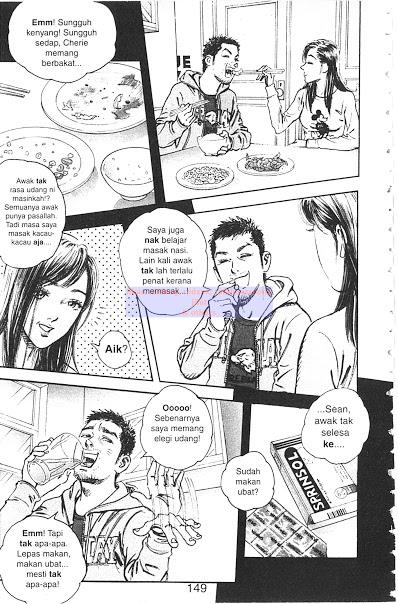 Emm! Sungguh
kenyang! Sungguh
sedap, Cherie
memang
berbakat...
Awak tak
rasa udang ni
masinkah!?
Semuanya awak
punya pasallah.
Tadi masa saya
masak kacau-
kacau aja....
Saya juga
nak belajar
masak nasi.
Lain kali awak
tak lah terlalu
penat kerana
memasak...!
Aik?
Ooooo!
Sebenarnya
saya memang
elegi udang!
...Sean,
awak tak
selesa
ke....
Sudah
makan
ubat?
SPRINSOL
Emm! Tapi
tak apa-apa.
Lepas makan,
makan ubat...
mesti tak
apa-apa!
149